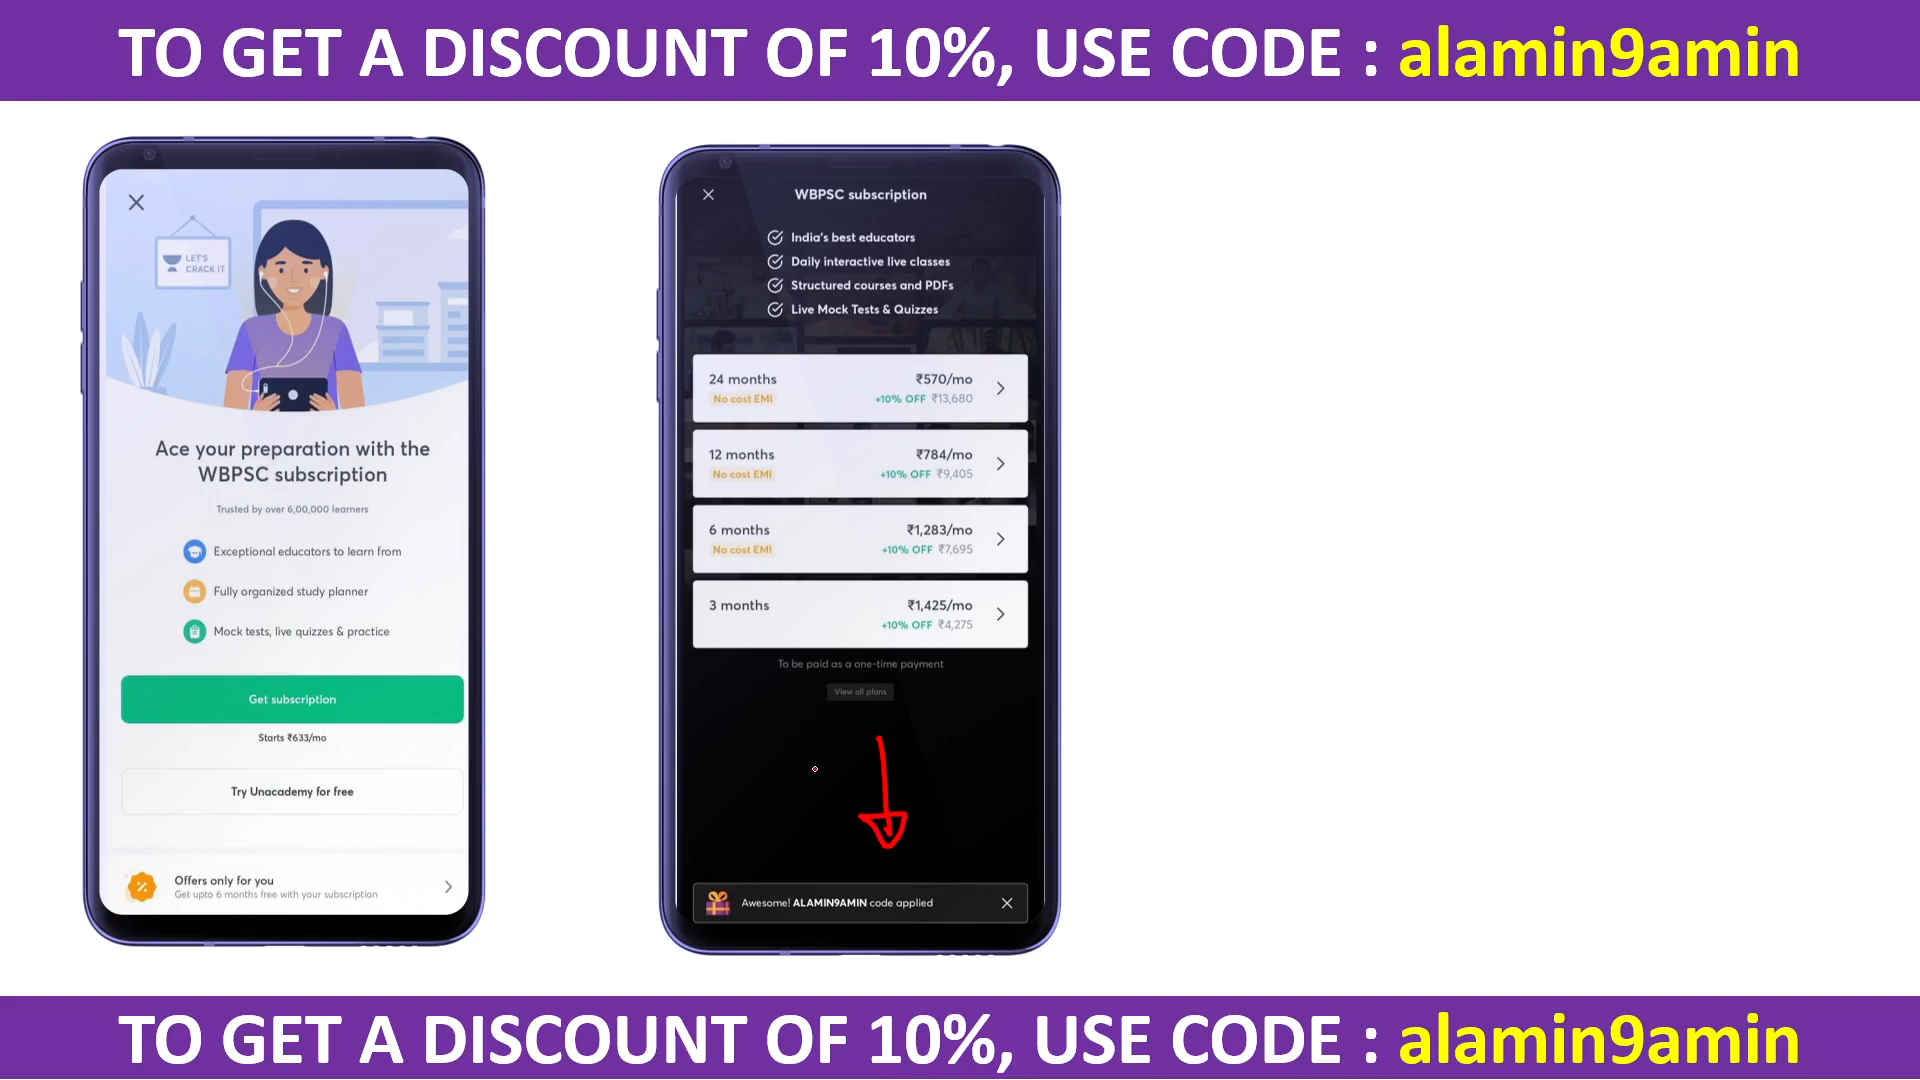 TO GET A DISCOUNT OF 10%, USE CODE : alamin9amin
LET'S
CRACK IT
Ace your preparation with the
WBPSC subscription
Trusted by over 6,00,000 learners
Exceptional educators to learn from
Fully organized study planner
Mock tests, live quizzes & practice
Get subscription
Starts ₹633/mo
Try Unacademy for free
Offers only for you
Get upto 6 months free with your subscription
WBPSC subscription
India's best educators
Daily interactive live classes
Structured courses and PDFs
Live Mock Tests & Quizzes
24 months ₹570/mo
No cost EMI +10% OFF ₹13,680
12 months ₹784/mo
No cost EMI +10% OFF ₹9,405
6 months ₹1,283/mo
No cost EMI +10% OFF ₹7,695
3 months ₹1,425/mo
+10% OFF ₹4,275
To be paid as a one-time payment
View all plans
Awesome! ALAMIN9AMIN code applied
TO GET A DISCOUNT OF 10%, USE CODE : alamin9amin